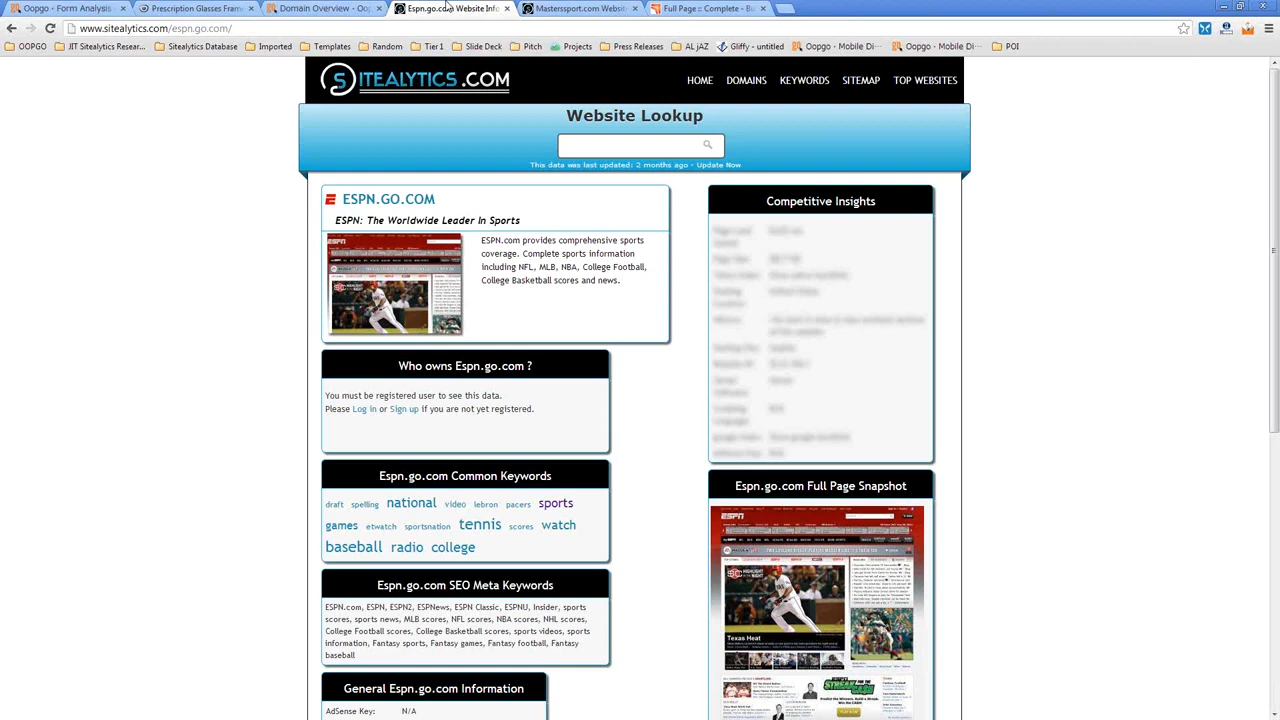 Oopgo - Form Analysis
Prescription Glasses Frame
Domain Overview - Oopgo
Espn.go.com Website Info
Masterssport.com Website
Full Page :: Complete - Bu
www.sitealytics.com/espn.go.com/
OOPGO
JIT Sitealytics Resear...
Sitealytics Database
Imported
Templates
Random
Tier 1
Slide Deck
Pitch
Projects
Press Releases
AL JAZ
Gliffy - untitled
Oopgo - Mobile Di...
Oopgo - Mobile Di...
POI
SITEALYTICS.COM
HOME
DOMAINS
KEYWORDS
SITEMAP
TOP WEBSITES
Website Lookup
This data was last updated: 2 months ago - Update Now
ESPN.GO.COM
ESPN: The Worldwide Leader In Sports
ESPN.com provides comprehensive sports
coverage. Complete sports information
including NFL, MLB, NBA, College Football,
College Basketball scores and news.
Who owns Espn.go.com ?
You must be registered user to see this data.
Please Log in or Sign up if you are not yet registered.
Espn.go.com Common Keywords
draft spelling national video lebron pacers sports
games etwatch sportsnation tennis scores watch
baseball radio college
Espn.go.com SEO Meta Keywords
ESPN.com, ESPN, ESPN2, ESPNews, ESPN Classic, ESPNU, Insider, sports
scores, sports news, MLB scores, NFL scores, NBA scores, NHL scores,
College Football scores, College Basketball scores, sports videos, sports
information, Fantasy sports, Fantasy games, Fantasy football, Fantasy
baseball
General Espn.go.com Information
AdSense Key: N/A
Competitive Insights
Espn.go.com Full Page Snapshot
ESPN
HIGHLIGHT
Texas Heat
STREAM
CASH